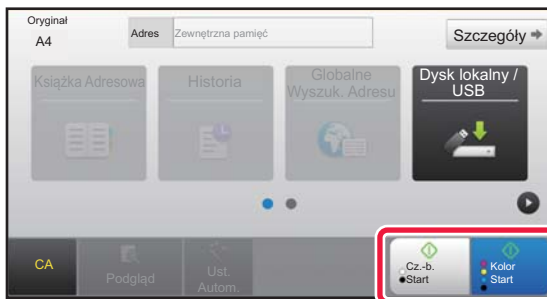 Oryginał
A4
Adres
Zewnętrzna pamięć
Szczegóły
Książka Adresowa
Historia
Globalne
Wyszuk. Adresu
Dysk lokalny /
USB
CA
Podgląd
Ust.
Autom.
Cz.-b.
Start
Kolor
Start